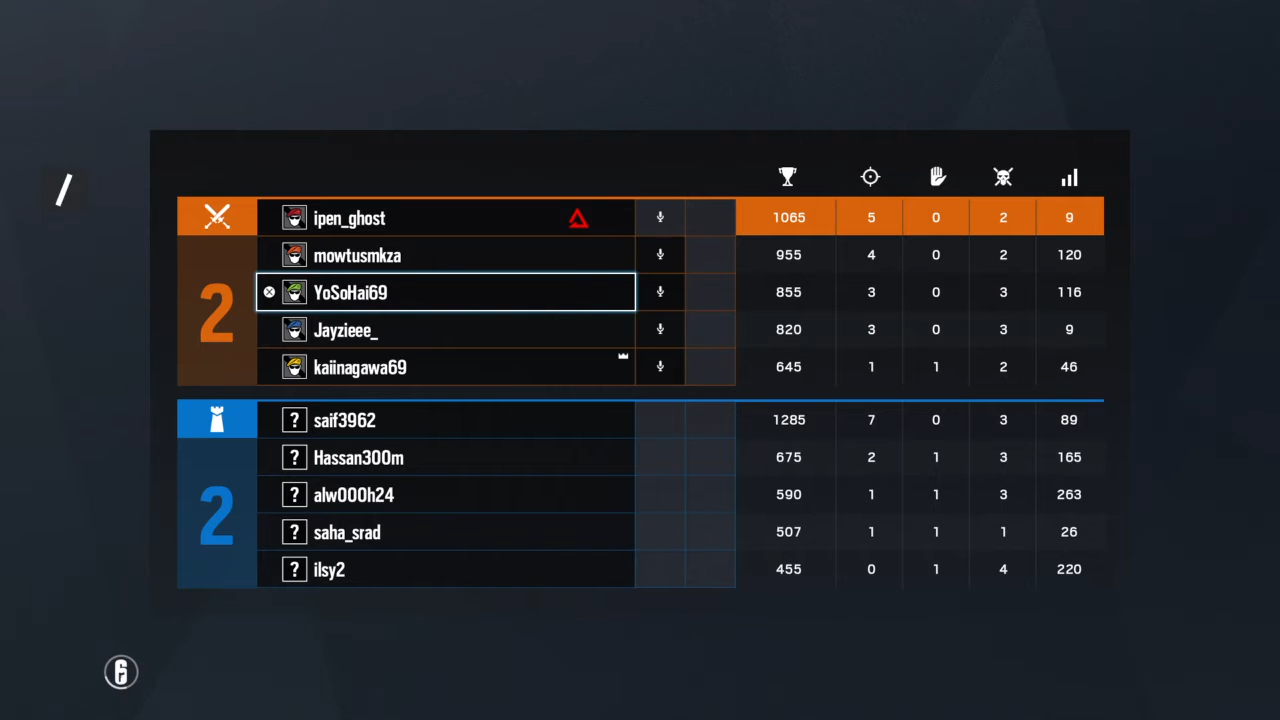 ipen_ghost 1065 5 0 2 9
mowtusmkza 955 4 0 2 120
2
YoSoHai69 855 3 0 3 116
Jayzieee_ 820 3 0 3 9
kaiinagawa69 645 1 1 2 46
? saif3962 1285 7 0 3 89
? Hassan300m 675 2 1 3 165
2
? alw000h24 590 1 1 3 263
? saha_srad 507 1 1 1 26
? ilsy2 455 0 1 4 220
6